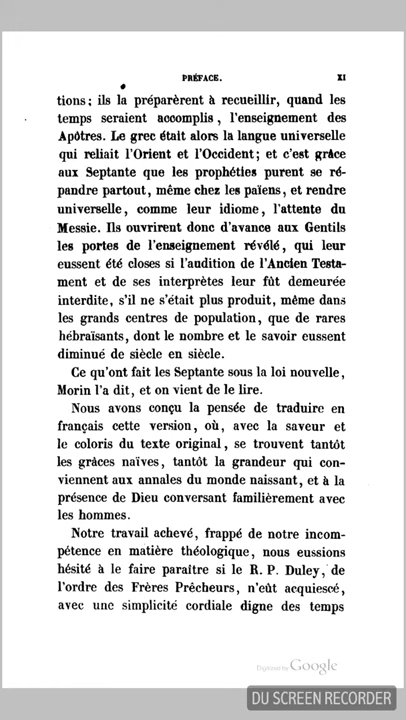 PRÉFACE. XI
tions; ils la préparèrent à recueillir, quand les
temps seraient accomplis, l'enseignement des
Apôtres. Le grec était alors la langue universelle
qui reliait l'Orient et l'Occident; et c'est grâce
aux Septante que les prophéties purent se ré-
pandre partout, même chez les païens, et rendre
universelle, comme leur idiome, l'attente du
Messie. Ils ouvrirent donc d'avance aux Gentils
les portes de l'enseignement révélé, qui leur
eussent été closes si l'audition de l'Ancien Testa-
ment et de ses interprètes leur fût demeurée
interdite, s'il ne s'était plus produit, même dans
les grands centres de population, que de rares
hébraïsants, dont le nombre et le savoir eussent
diminué de siècle en siècle.
Ce qu'ont fait les Septante sous la loi nouvelle,
Morin l'a dit, et on vient de le lire.
Nous avons conçu la pensée de traduire en
français cette version, où, avec la saveur et
le coloris du texte original, se trouvent tantôt
les grâces naïves, tantôt la grandeur qui con-
viennent aux annales du monde naissant, et à la
présence de Dieu conversant familièrement avec
les hommes.
Notre travail achevé, frappé de notre incom-
pétence en matière théologique, nous eussions
hésité à le faire paraître si le R. P. Duley, de
l'ordre des Frères Prêcheurs, n'eût acquiescé,
avec une simplicité cordiale digne des temps
Digitized by Google
DU SCREEN RECORDER